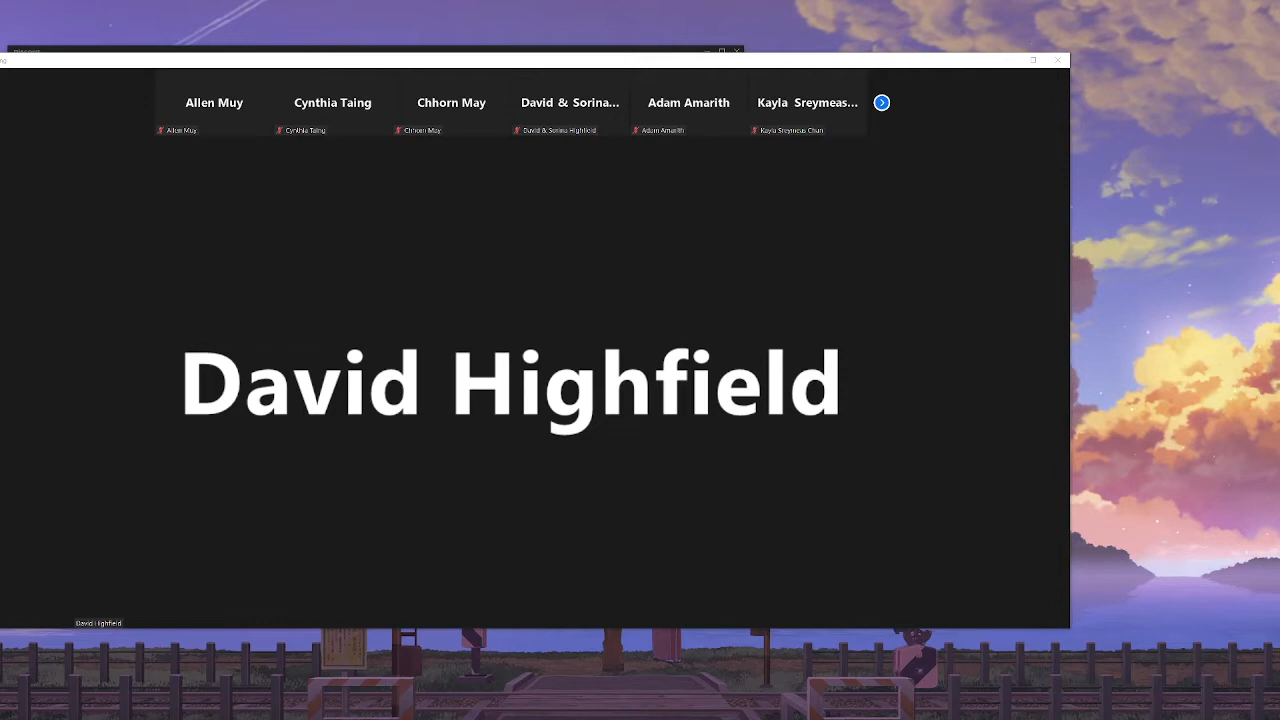 Allen Muy
Cynthia Taing
Chhorn May
David & Sorina...
Adam Amarith
Kayla Sreymeas...
Allen Muy
Cynthia Taing
Chhorn May
David & Sorina Highfield
Adam Amarith
Kayla Sreymeas Chan
David Highfield
David Highfield